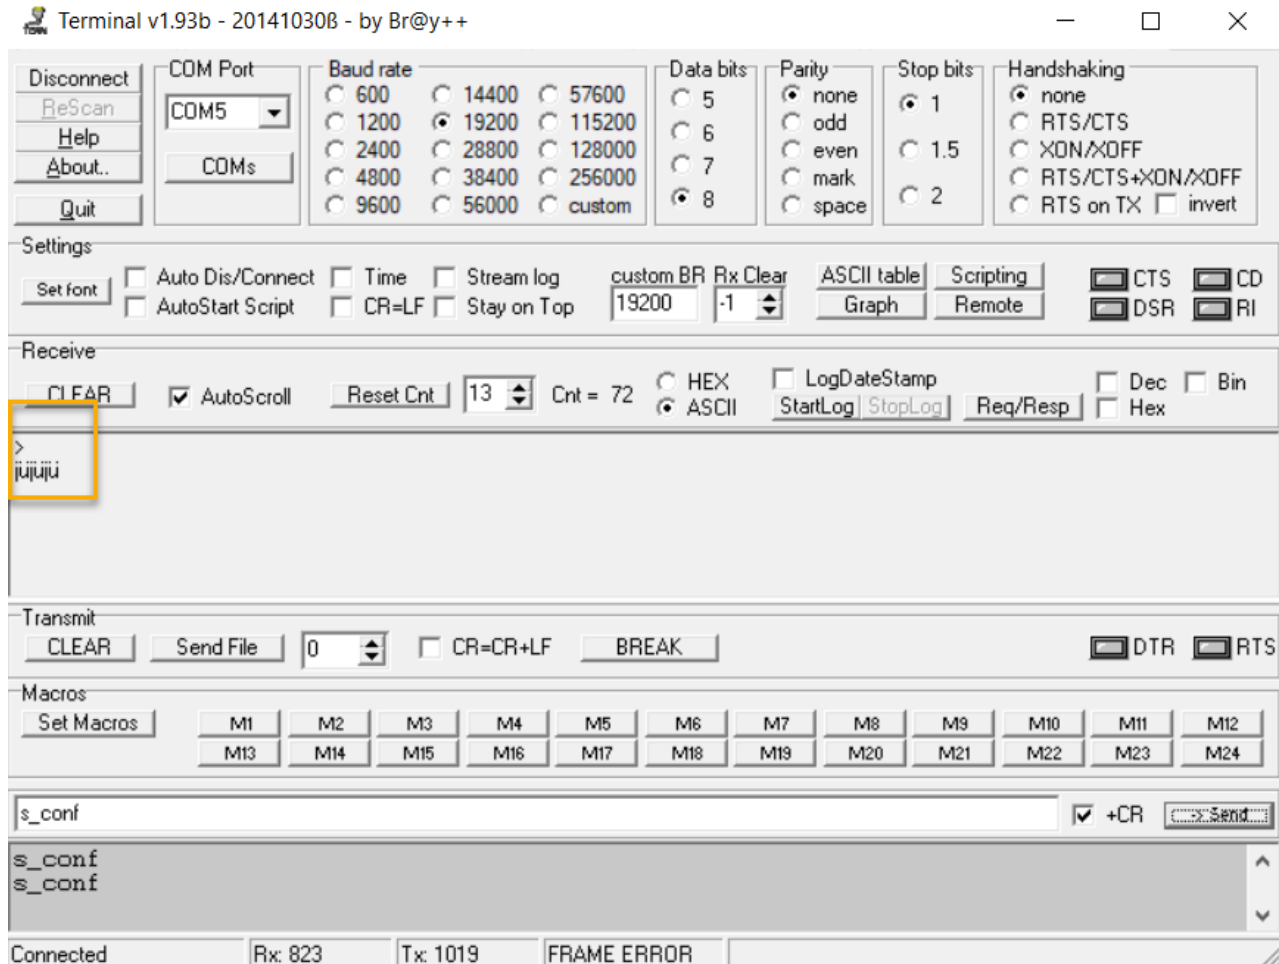 Terminal v1.93b - 20141030ß - by Br@y++
Disconnect
ReScan
Help
About..
Quit
COM Port
COM5
COMs
Baud rate
600 14400 57600
1200 19200 115200
2400 28800 128000
4800 38400 256000
9600 56000 custom
Data bits
5
6
7
8
Parity
none
odd
even
mark
space
Stop bits
1
1.5
2
Handshaking
none
RTS/CTS
XON/XOFF
RTS/CTS+XON/XOFF
RTS on TX invert
Settings
Set font
Auto Dis/Connect Time Stream log
AutoStart Script CR=LF Stay on Top
custom BR Rx Clear
19200 -1
ASCII table Scripting
Graph Remote
CTS CD
DSR RI
Receive
CLEAR AutoScroll Reset Cnt 13 Cnt = 72
HEX
ASCII
LogDateStamp
StartLog StopLog Req/Resp
Dec Bin
Hex
>
Transmit
CLEAR Send File 0 CR=CR+LF BREAK DTR RTS
Macros
Set Macros
M1 M2 M3 M4 M5 M6 M7 M8 M9 M10 M11 M12
M13 M14 M15 M16 M17 M18 M19 M20 M21 M22 M23 M24
s_conf +CR -> Send
s_conf
s_conf
Connected Rx: 823 Tx: 1019 FRAME ERROR